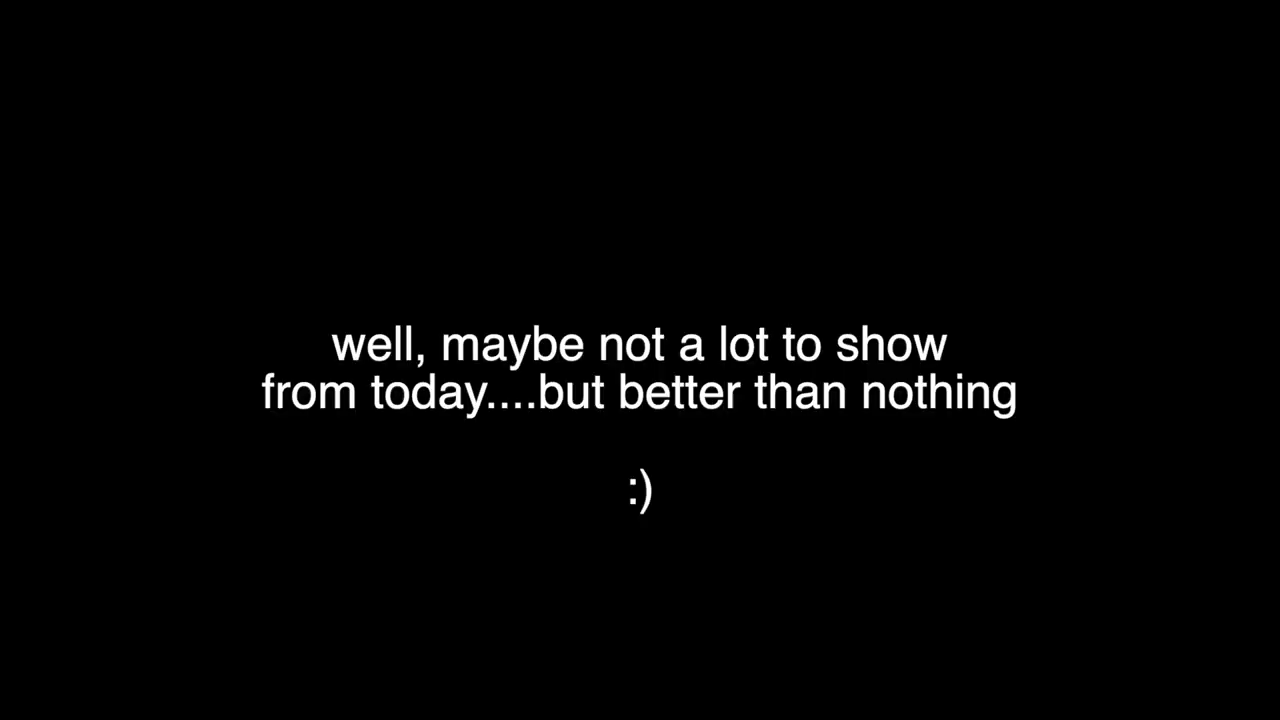 well, maybe not a lot to show
from today....but better than nothing
:)